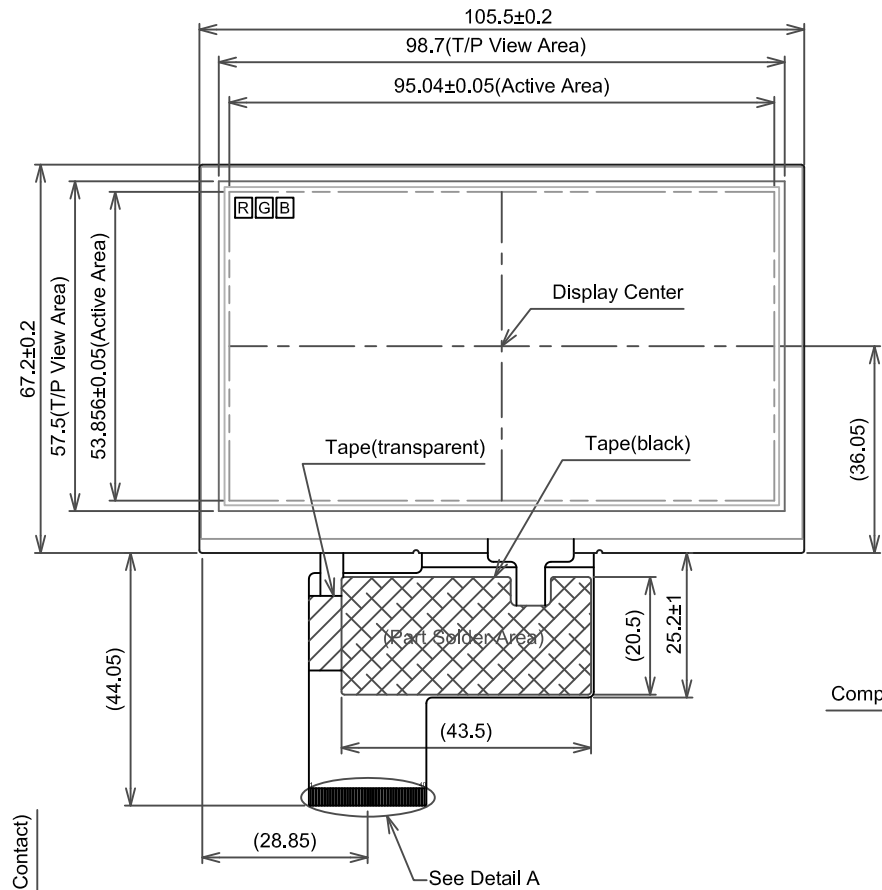 105.5±0.2
98.7(T/P View Area)
95.04±0.05(Active Area)
R G B
67.2±0.2
57.5(T/P View Area)
53.856±0.05(Active Area)
Display Center
(36.05)
Tape(transparent)
Tape(black)
(Part Solder Area)
(20.5)
25.2±1
(44.05)
(43.5)
Comp
(28.85)
See Detail A
Contact)